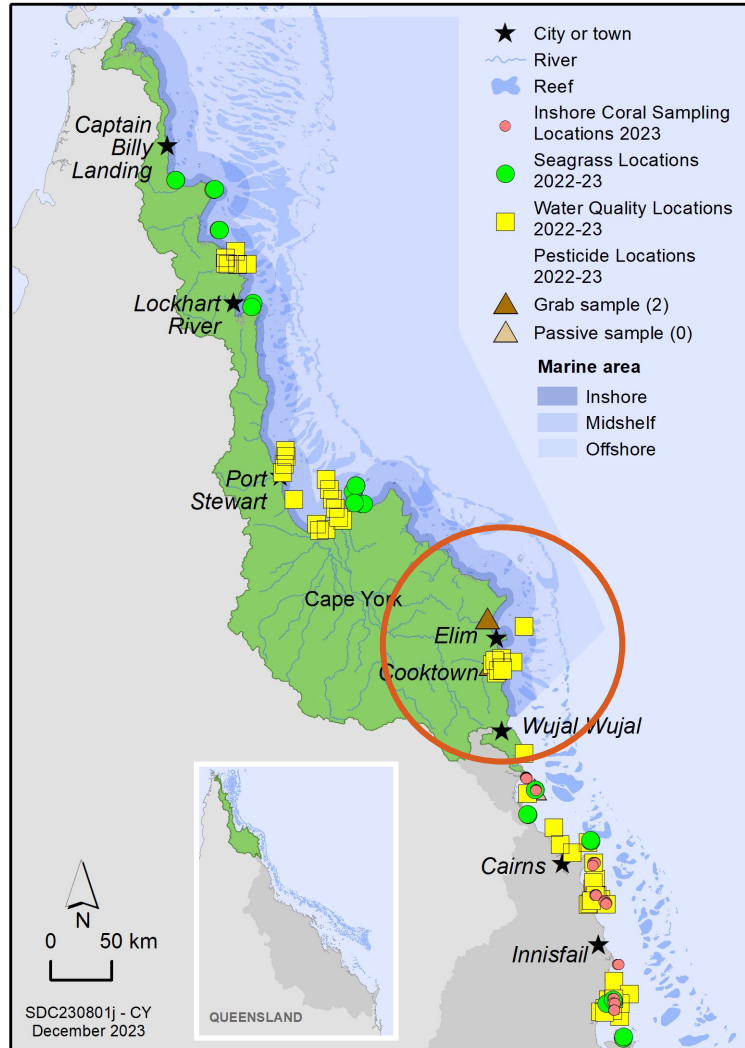 City or town
River
Reef
Inshore Coral Sampling
Locations 2023
Seagrass Locations
2022-23
Water Quality Locations
2022-23
Pesticide Locations
2022-23
Grab sample (2)
Passive sample (0)
Marine area
Inshore
Midshelf
Offshore
Captain
Billy
Landing
Lockhart
River
Port
Stewart
Cape York
Elim
Cooktown
Wujal Wujal
Cairns
Innisfail
N
0 50 km
SDC230801j - CY
December 2023
QUEENSLAND